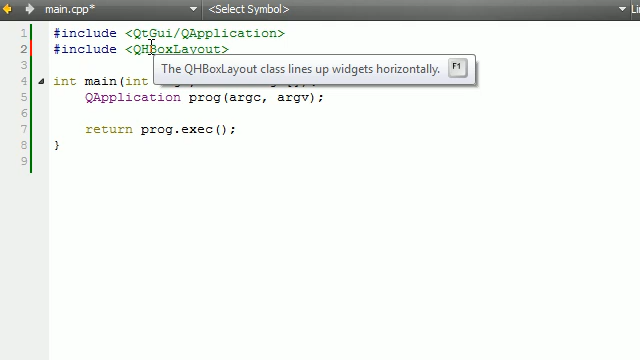 main.cpp*
<Select Symbol>
Lin
1 #include <QtGui/QApplication>
2 #include <QHBoxLayout>
The QHBoxLayout class lines up widgets horizontally. F1
3
4 int main(int
5 QApplication prog(argc, argv);
6
7 return prog.exec();
8 }
9